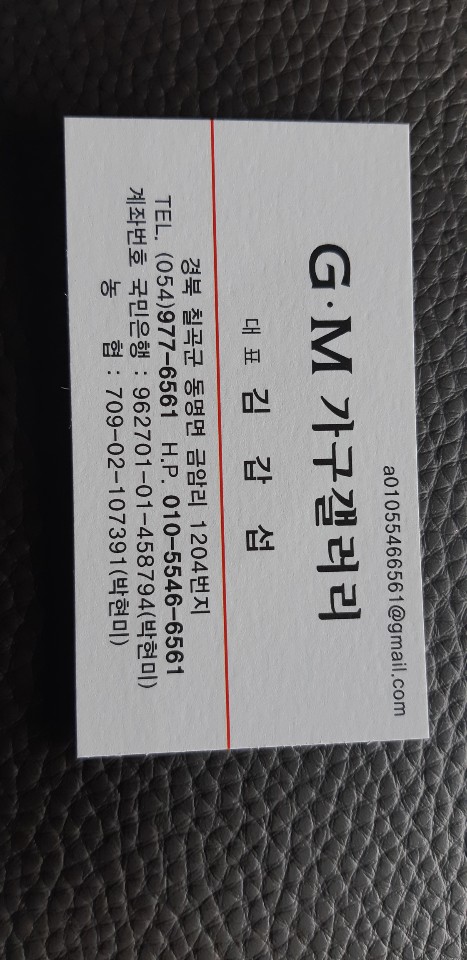 a01055466561@gmail.com
G·M 가구갤러리
대표 김 갑 섭
경북 칠곡군 동명면 금암리 1204번지
TEL. (054)977-6561 H.P. 010-5546-6561
계좌번호 국민은행 : 962701-01-458794(박현미)
농 협 : 709-02-107391(박현미)